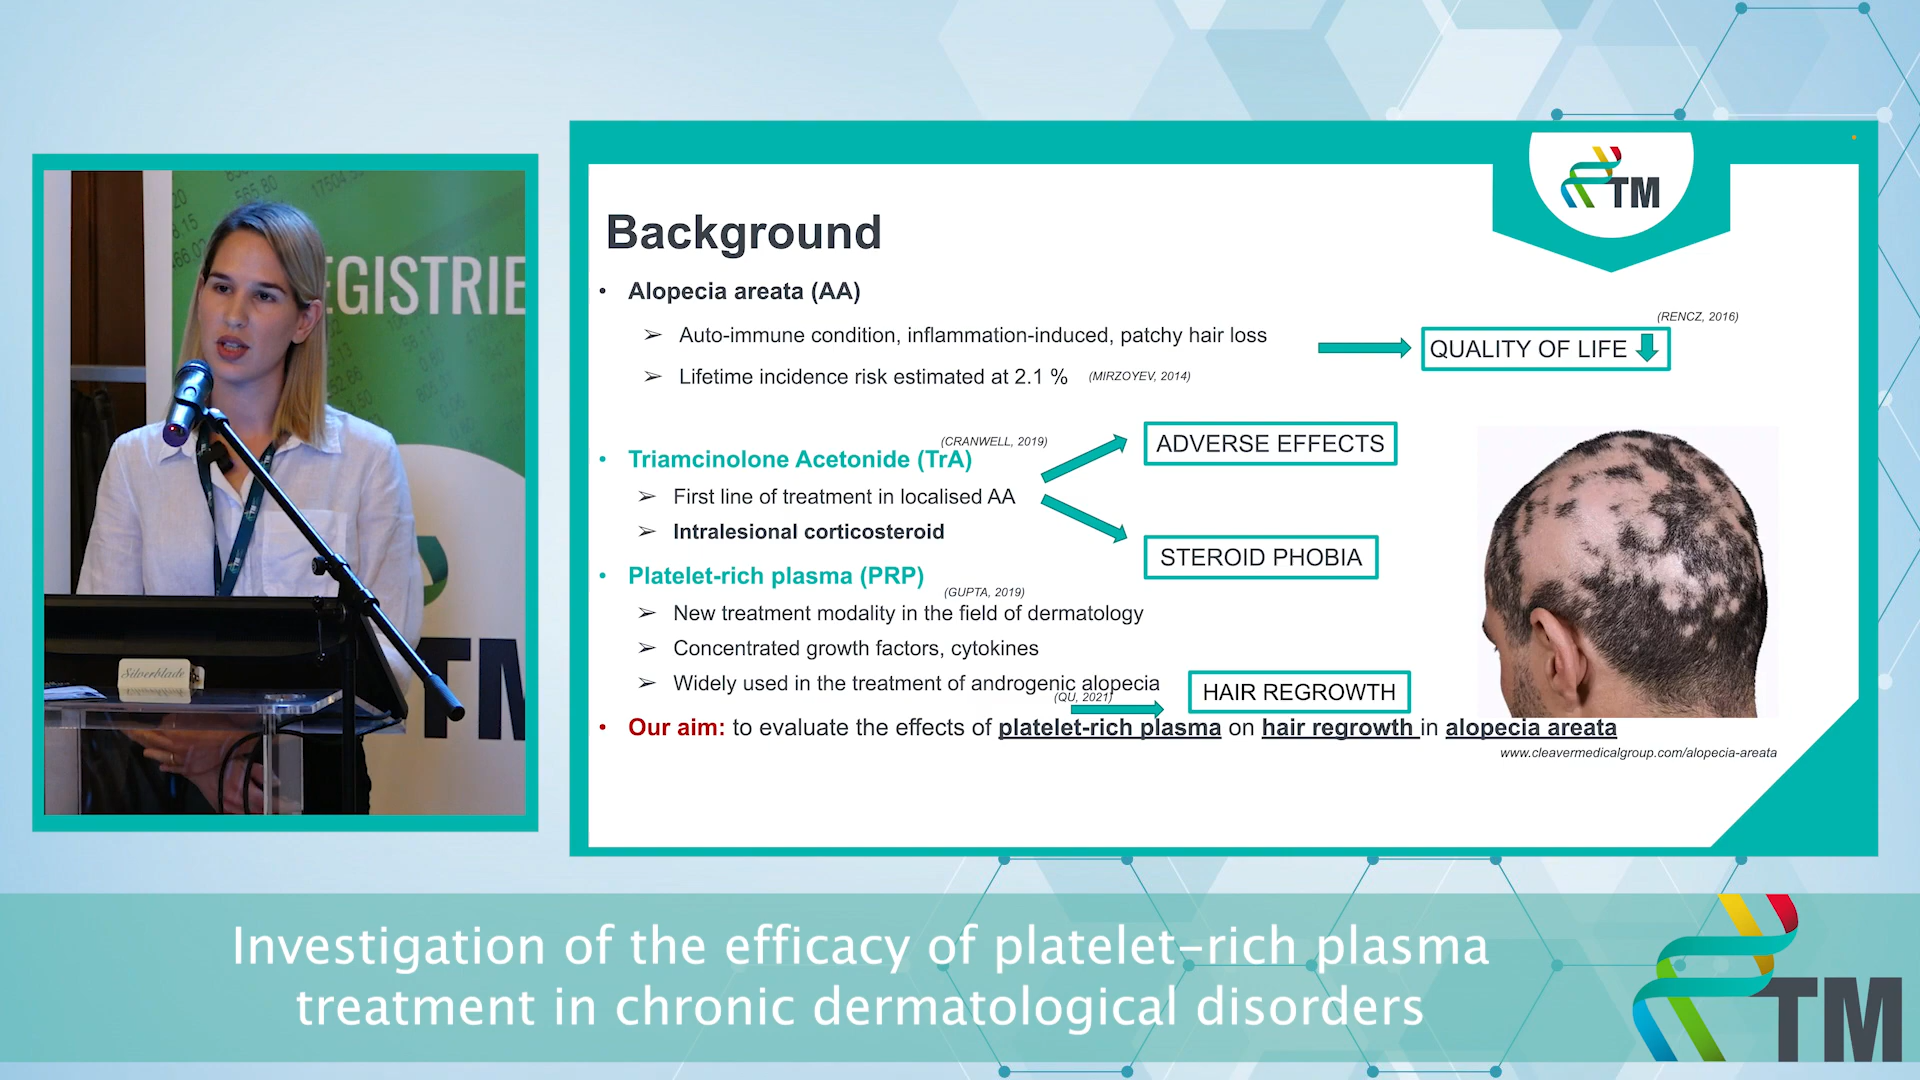 Background
• Alopecia areata (AA)
➢ Auto-immune condition, inflammation-induced, patchy hair loss
(RENCZ, 2016)
QUALITY OF LIFE
➢ Lifetime incidence risk estimated at 2.1 % (MIRZOYEV, 2014)
(CRANWELL, 2019)
• Triamcinolone Acetonide (TrA)
ADVERSE EFFECTS
➢ First line of treatment in localised AA
➢ Intralesional corticosteroid
STEROID PHOBIA
• Platelet-rich plasma (PRP)
(GUPTA, 2019)
➢ New treatment modality in the field of dermatology
➢ Concentrated growth factors, cytokines
➢ Widely used in the treatment of androgenic alopecia
(QU, 2021)
HAIR REGROWTH
• Our aim: to evaluate the effects of platelet-rich plasma on hair regrowth in alopecia areata
www.cleavermedicalgroup.com/alopecia-areata
TM
EGISTRIE
565.80
Silverblade
TM
Investigation of the efficacy of platelet-rich plasma
treatment in chronic dermatological disorders
TM